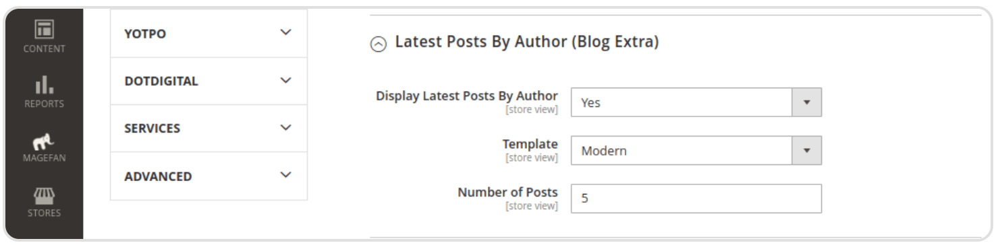 CONTENT
REPORTS
MAGEFAN
STORES
YOTPO
DOTDIGITAL
SERVICES
ADVANCED
Latest Posts By Author (Blog Extra)
Display Latest Posts By Author
[store view]
Yes
Template
[store view]
Modern
Number of Posts
[store view]
5